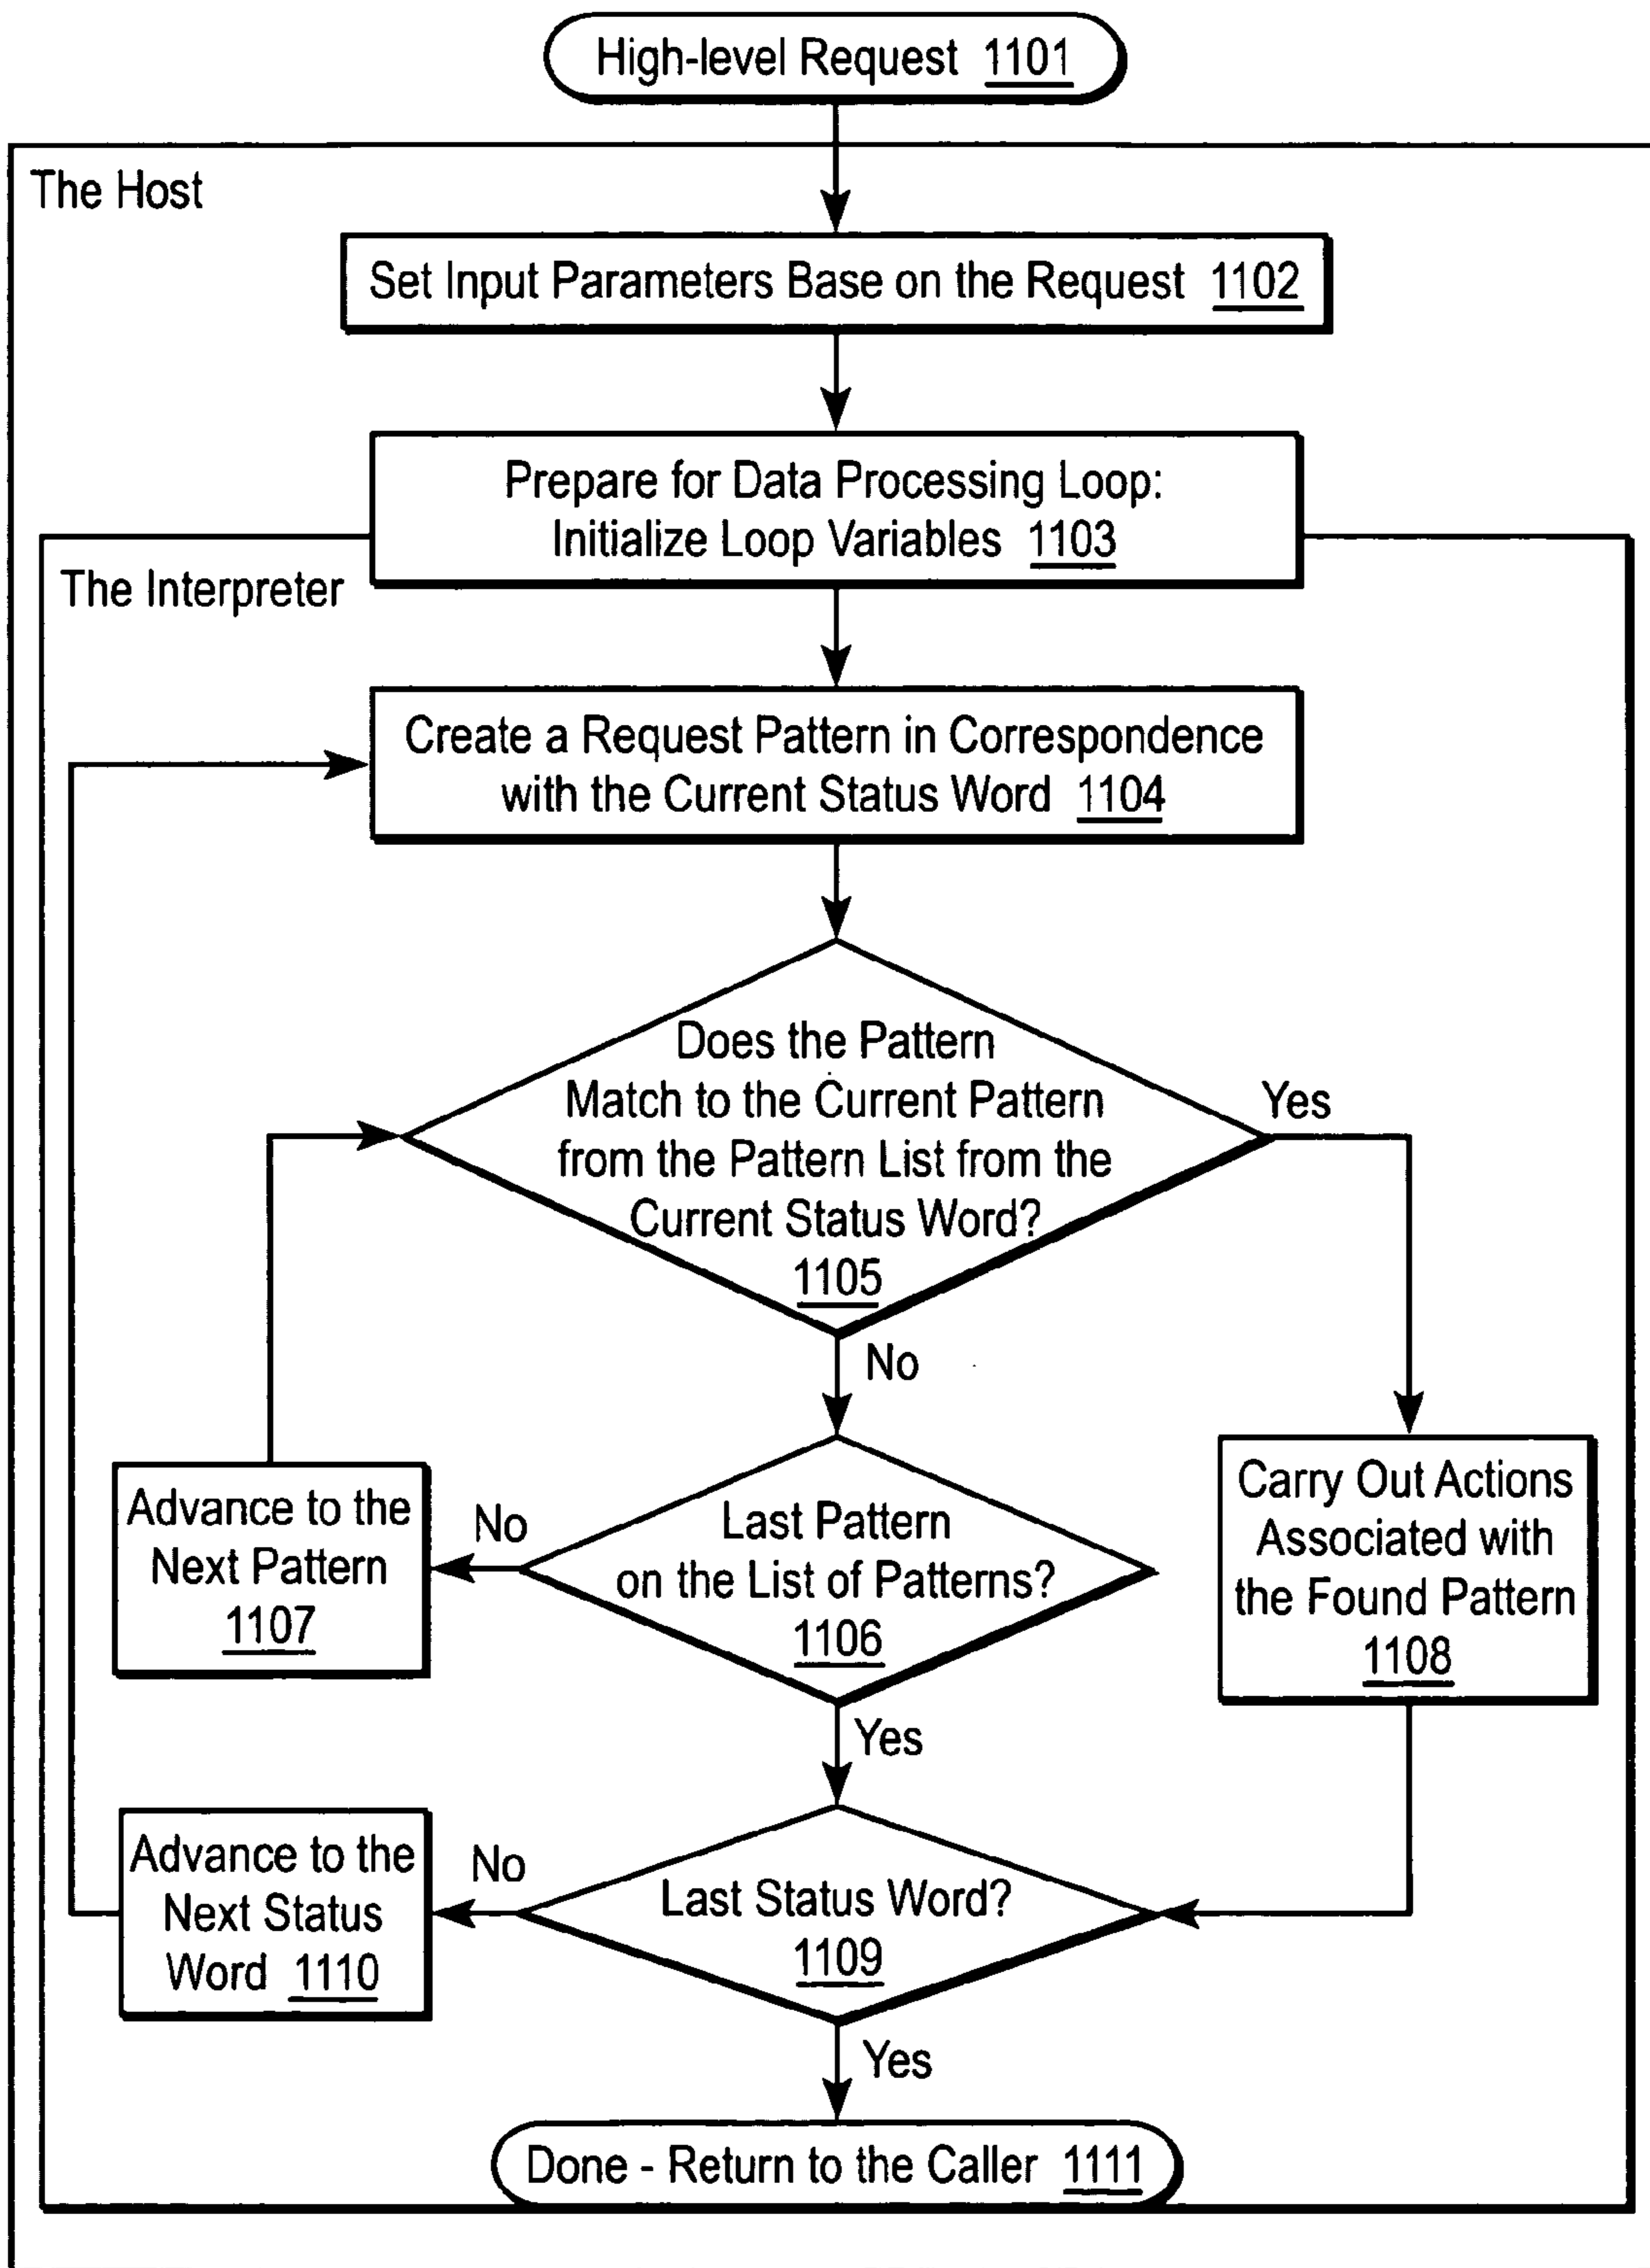 High-level Request 1101
The Host
Set Input Parameters Base on the Request 1102
Prepare for Data Processing Loop:
Initialize Loop Variables 1103
The Interpreter
Create a Request Pattern in Correspondence
with the Current Status Word 1104
Does the Pattern
Match to the Current Pattern
from the Pattern List from the
Current Status Word?
1105
Yes
No
Advance to the
Next Pattern
1107
No
Last Pattern
on the List of Patterns?
1106
Carry Out Actions
Associated with
the Found Pattern
1108
Yes
Advance to the
Next Status
Word 1110
No
Last Status Word?
1109
Yes
Done - Return to the Caller 1111